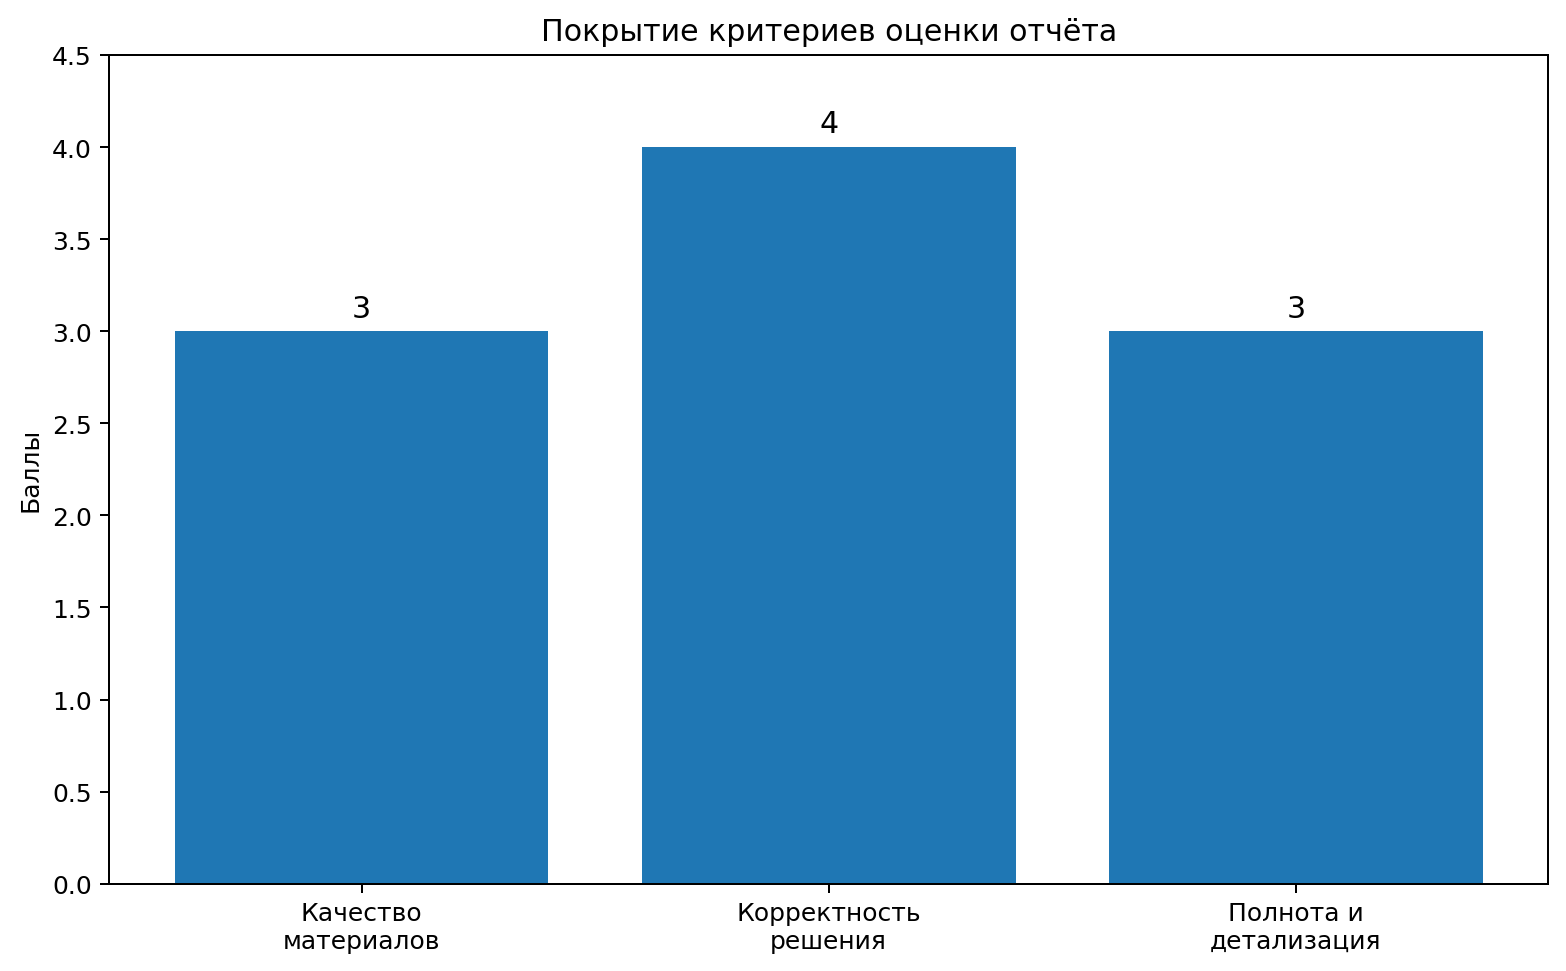 Покрытие критериев оценки отчёта
4.5
4.0
3.5
3.0
2.5
2.0
1.5
1.0
0.5
0.0
Баллы
3
4
3
Качество
материалов
Корректность
решения
Полнота и
детализация